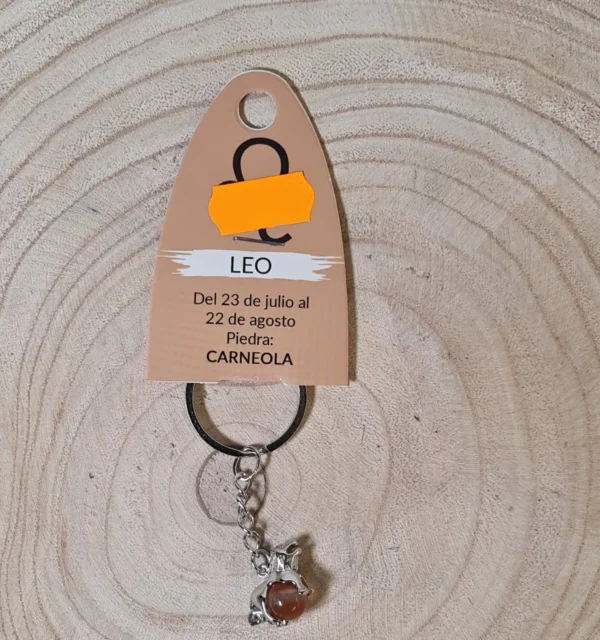 LEO
Del 23 de julio al
22 de agosto
Piedra:
CARNEOLA